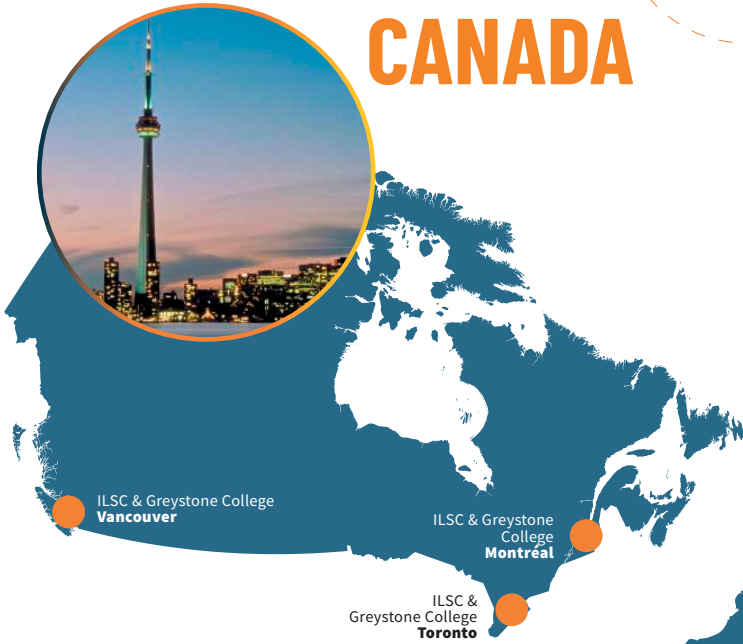 CANADA
ILSC & Greystone College
Vancouver
ILSC & Greystone
College
Montréal
ILSC &
Greystone College
Toronto